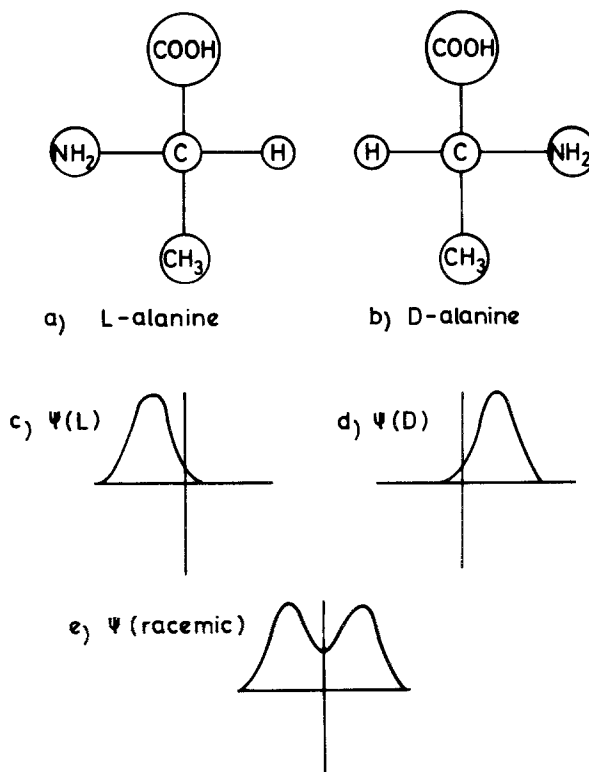 COOH
NH₂ C H
CH₃
a) L-alanine
COOH
H C NH₂
CH₃
b) D-alanine
c) Ψ(L)
d) Ψ(D)
e) Ψ (racemic)